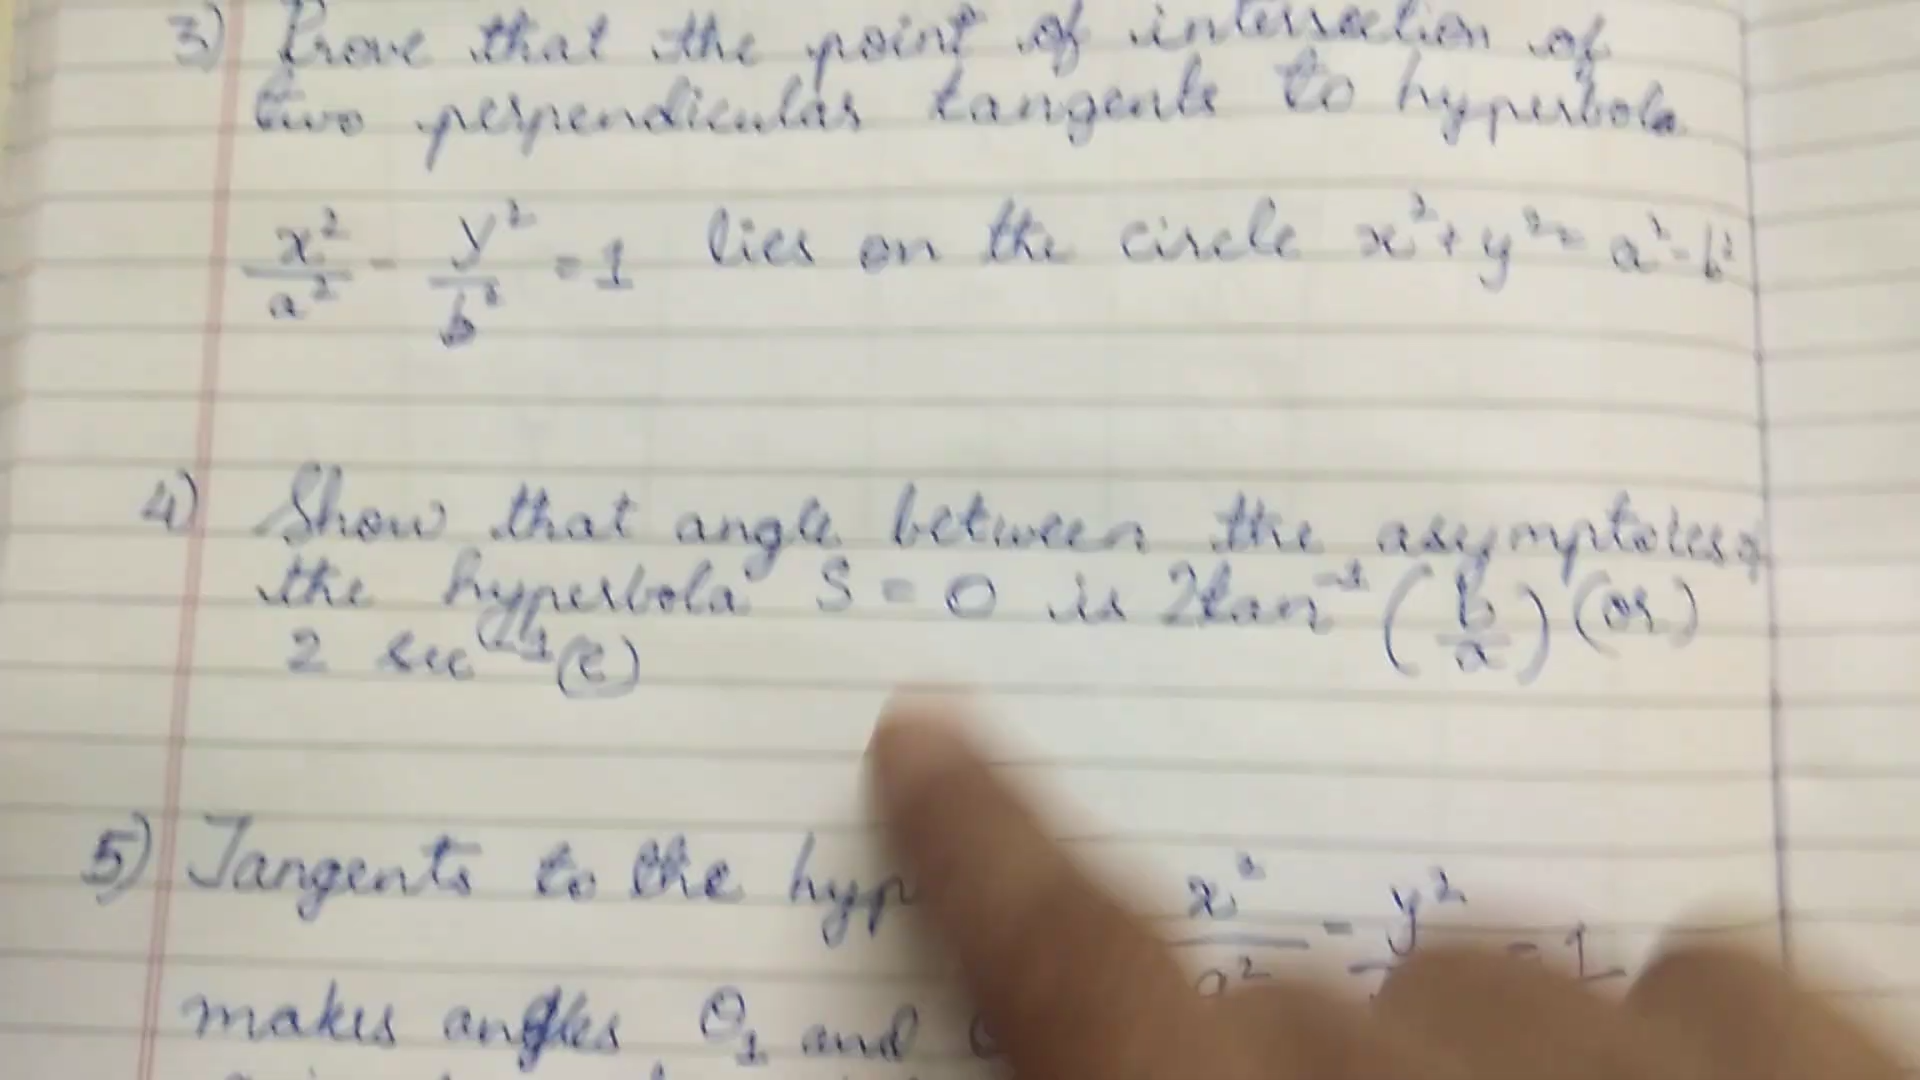 3) Prove that the point of intersection of
two perpendicular tangents to hyperbola
x²/a² - y²/b² = 1 lies on the circle x² + y² = a² - b²
4) Show that angle between the asymptotes of
the hyperbola S = 0 is 2tan⁻¹(b/a) (or)
2 sec⁻¹(e)
5) Tangents to the hyp x²/a² - y² = 1
makes angles θ₁ and